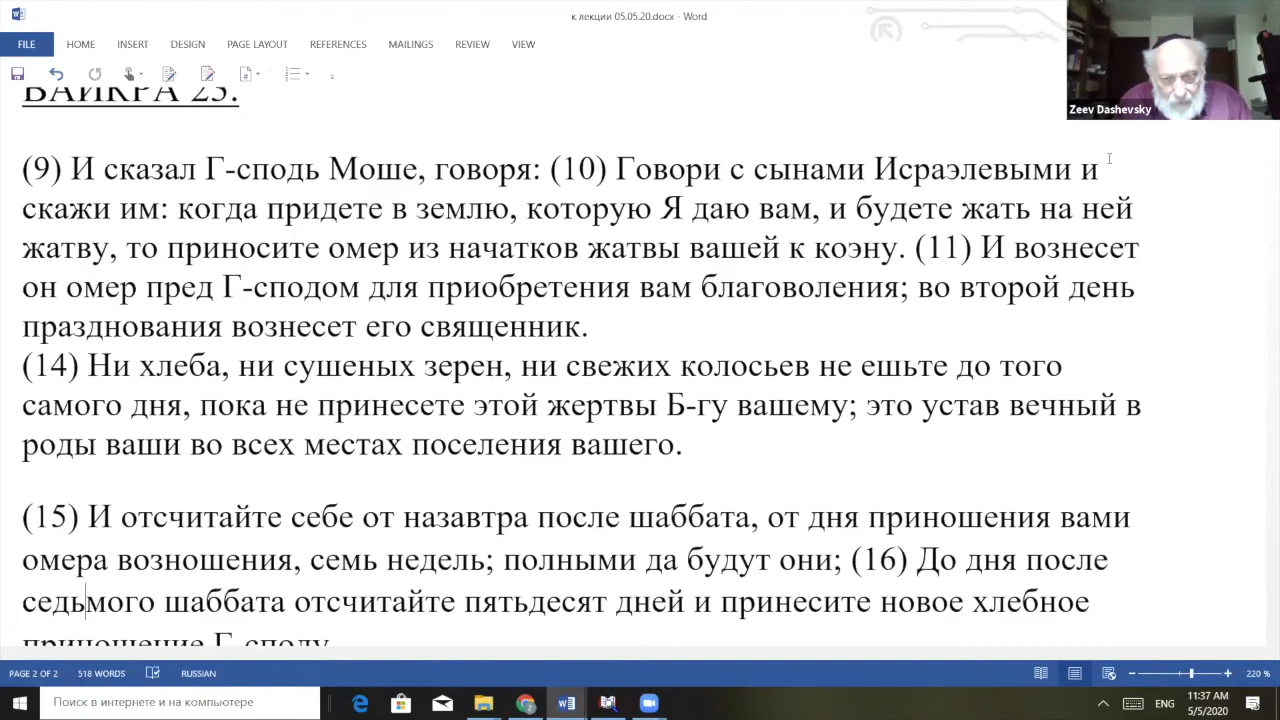 к лекции 05.05.20.docx - Word
FILE HOME INSERT DESIGN PAGE LAYOUT REFERENCES MAILINGS REVIEW VIEW
Zeev Dashevsky
ВАЙКРА 23.
(9) И сказал Г-сподь Моше, говоря: (10) Говори с сынами Исраэлевыми и
скажи им: когда придете в землю, которую Я даю вам, и будете жать на ней
жатву, то приносите омер из начатков жатвы вашей к коэну. (11) И вознесет
он омер пред Г-сподом для приобретения вам благоволения; во второй день
празднования вознесет его священник.
(14) Ни хлеба, ни сушеных зерен, ни свежих колосьев не ешьте до того
самого дня, пока не принесете этой жертвы Б-гу вашему; это устав вечный в
роды ваши во всех местах поселения вашего.
(15) И отсчитайте себе от назавтра после шаббата, от дня приношения вами
омера возношения, семь недель; полными да будут они; (16) До дня после
седьмого шаббата отсчитайте пятьдесят дней и принесите новое хлебное
приношение Г-споду
PAGE 2 OF 2 518 WORDS RUSSIAN 220 %
Поиск в интернете и на компьютере
ENG
11:37 AM
5/5/2020